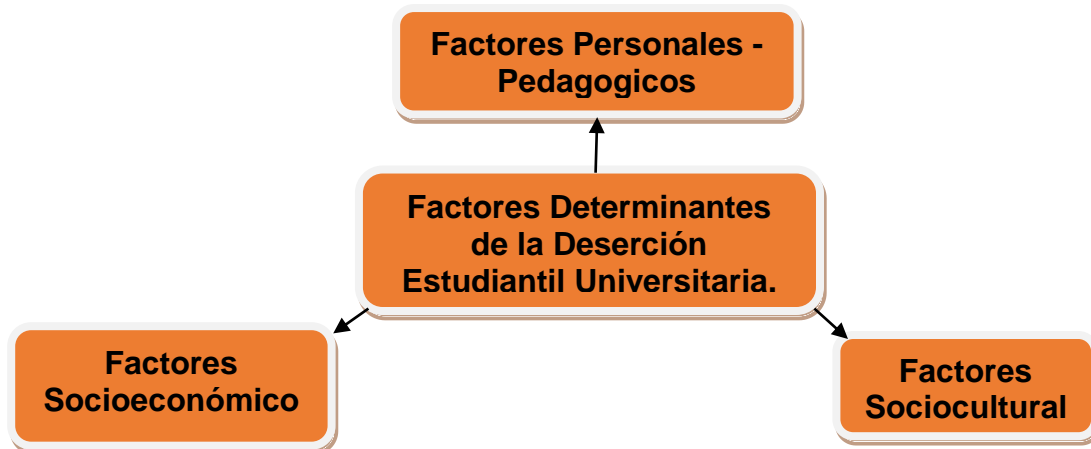 Factores Personales -
Pedagogicos
Factores Determinantes
de la Deserción
Estudiantil Universitaria.
Factores
Socioeconómico
Factores
Sociocultural